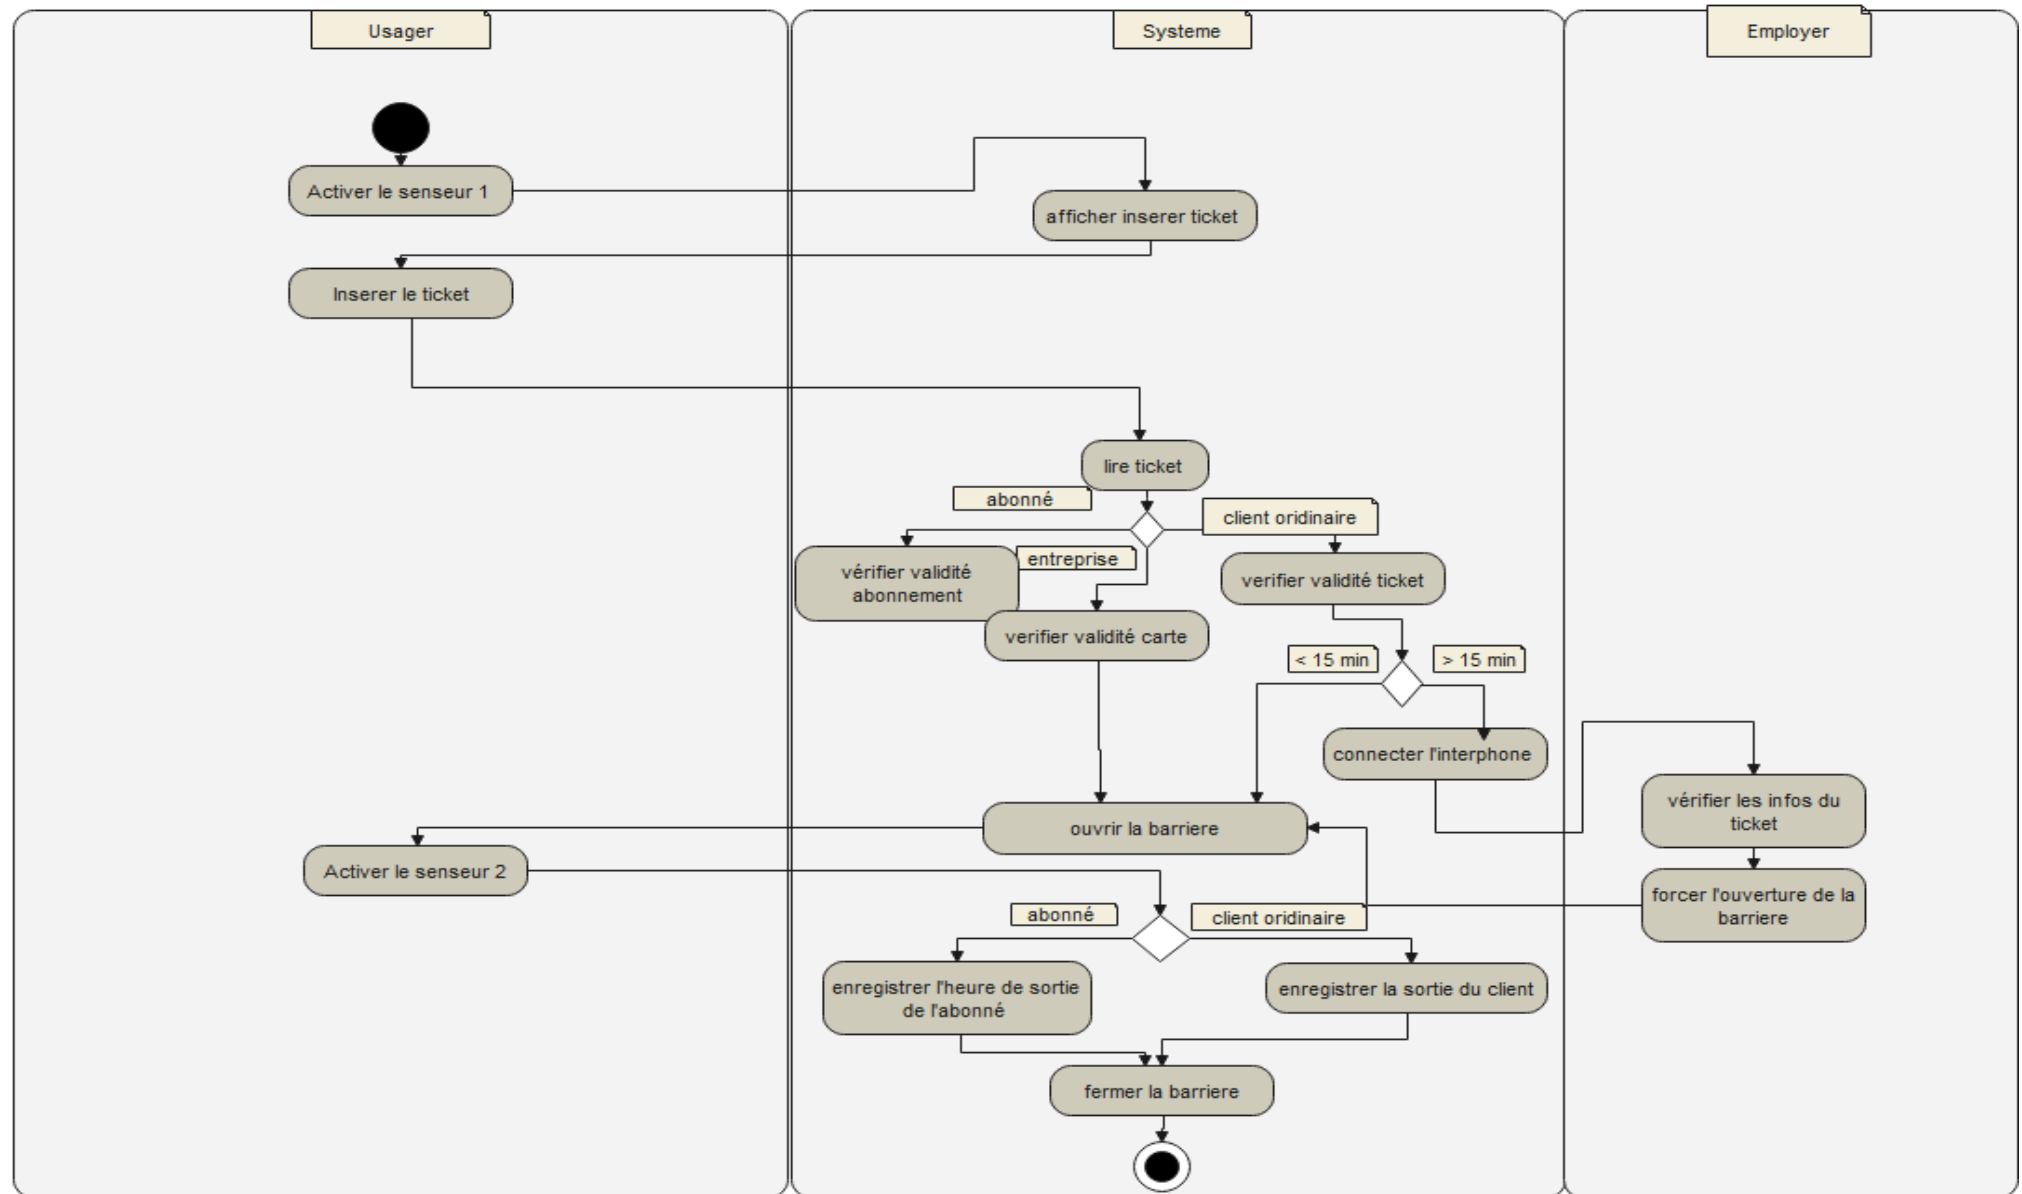 Usager
Systeme
Employer
Activer le senseur 1
afficher inserer ticket
Inserer le ticket
lire ticket
abonné
client oridinaire
entreprise
vérifier validité
abonnement
verifier validité ticket
verifier validité carte
< 15 min
> 15 min
connecter l'interphone
vérifier les infos du
ticket
ouvrir la barriere
Activer le senseur 2
forcer l'ouverture de la
barriere
abonné
client oridinaire
enregistrer l'heure de sortie
de l'abonné
enregistrer la sortie du client
fermer la barriere